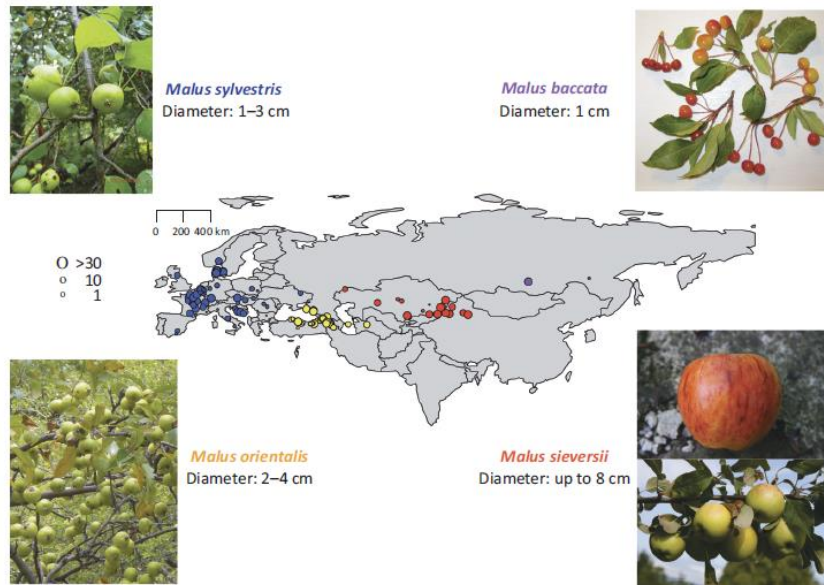 Malus sylvestris
Diameter: 1–3 cm
Malus baccata
Diameter: 1 cm
0 200 400 km
O >30
o 10
o 1
Malus orientalis
Diameter: 2–4 cm
Malus sieversii
Diameter: up to 8 cm